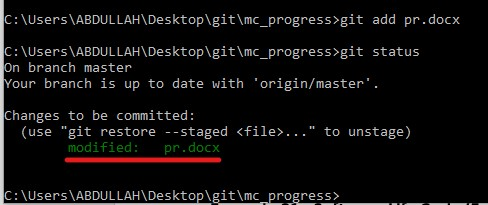 C:\Users\ABDULLAH\Desktop\git\mc_progress>git add pr.docx
C:\Users\ABDULLAH\Desktop\git\mc_progress>git status
On branch master
Your branch is up to date with 'origin/master'.
Changes to be committed:
(use "git restore --staged <file>..." to unstage)
modified: pr.docx
C:\Users\ABDULLAH\Desktop\git\mc_progress>